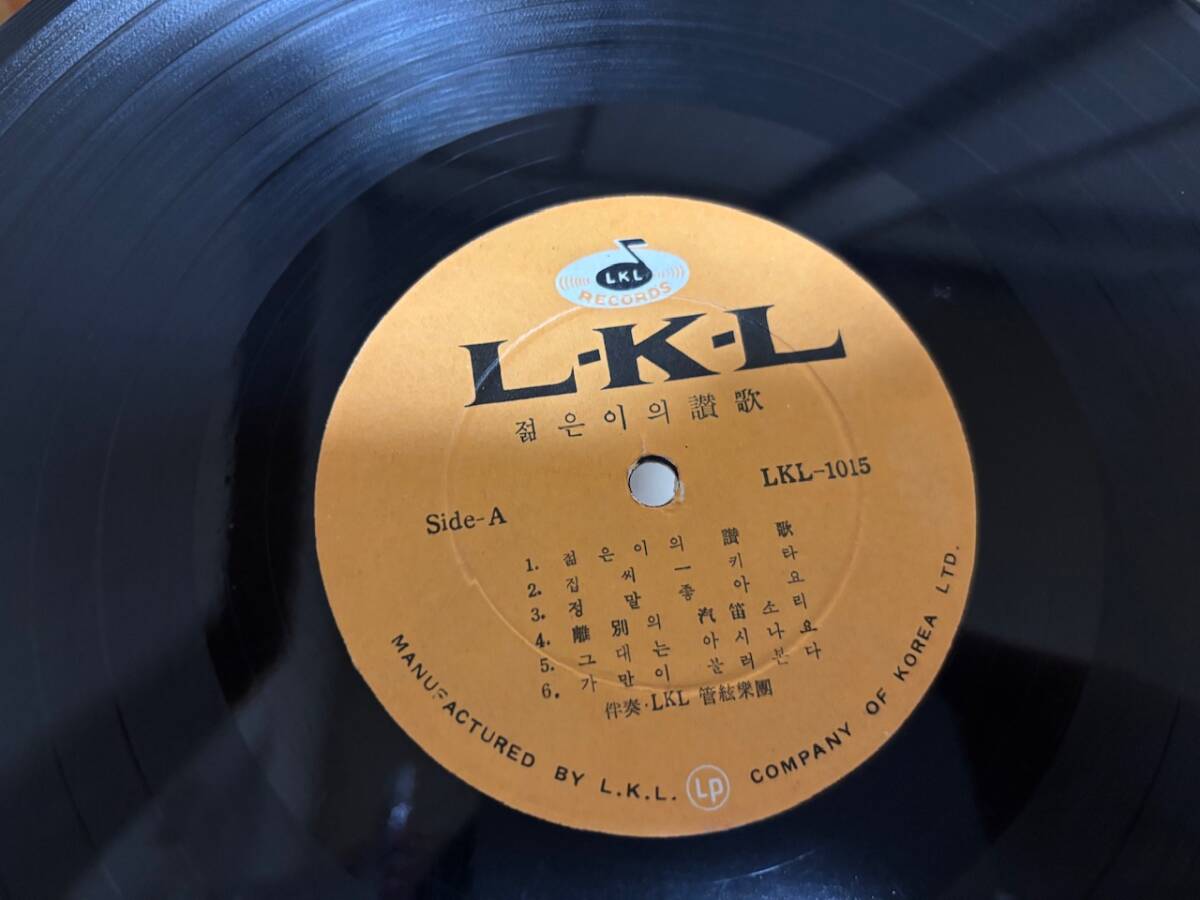 LKL
RECORDS
L-K-L
젊은이의 讃歌
LKL-1015
Side-A
1. 젊은이의 讃歌
2. 집씨ー키타
3. 정말 좋아요
4. 離別의 汽笛소리
5. 그대는 아시나요
6. 가만이 불러본다
伴奏·LKL 管絃樂團
MANUFACTURED BY L.K.L. LP COMPANY OF KOREA LTD.